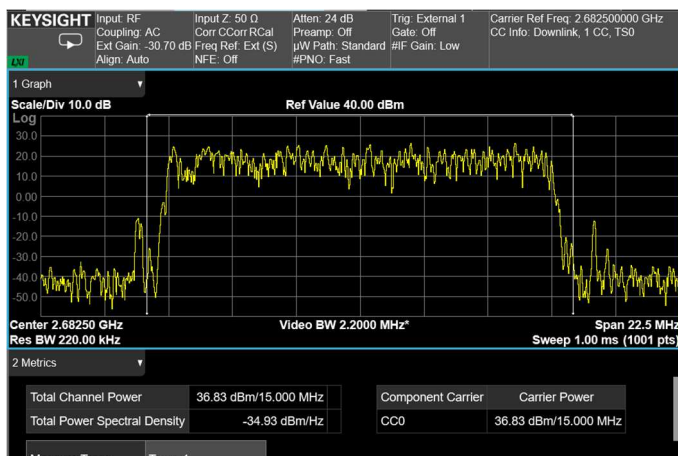 KEYSIGHT
Input: RF
Coupling: AC
Ext Gain: -30.70 dB
Align: Auto
Input Z: 50 Ω
Corr CCorr RCal
Freq Ref: Ext (S)
NFE: Off
Atten: 24 dB
Preamp: Off
µW Path: Standard
#PNO: Fast
Trig: External 1
Gate: Off
#IF Gain: Low
Carrier Ref Freq: 2.682500000 GHz
CC Info: Downlink, 1 CC, TS0
LXI
1 Graph
Scale/Div 10.0 dB
Ref Value 40.00 dBm
Log
30.0
20.0
10.0
0.00
-10.0
-20.0
-30.0
-40.0
-50.0
Center 2.68250 GHz
Video BW 2.2000 MHz*
Span 22.5 MHz
Res BW 220.00 kHz
Sweep 1.00 ms (1001 pts)
2 Metrics
Total Channel Power
36.83 dBm/15.000 MHz
Total Power Spectral Density
-34.93 dBm/Hz
Component Carrier
Carrier Power
CC0
36.83 dBm/15.000 MHz